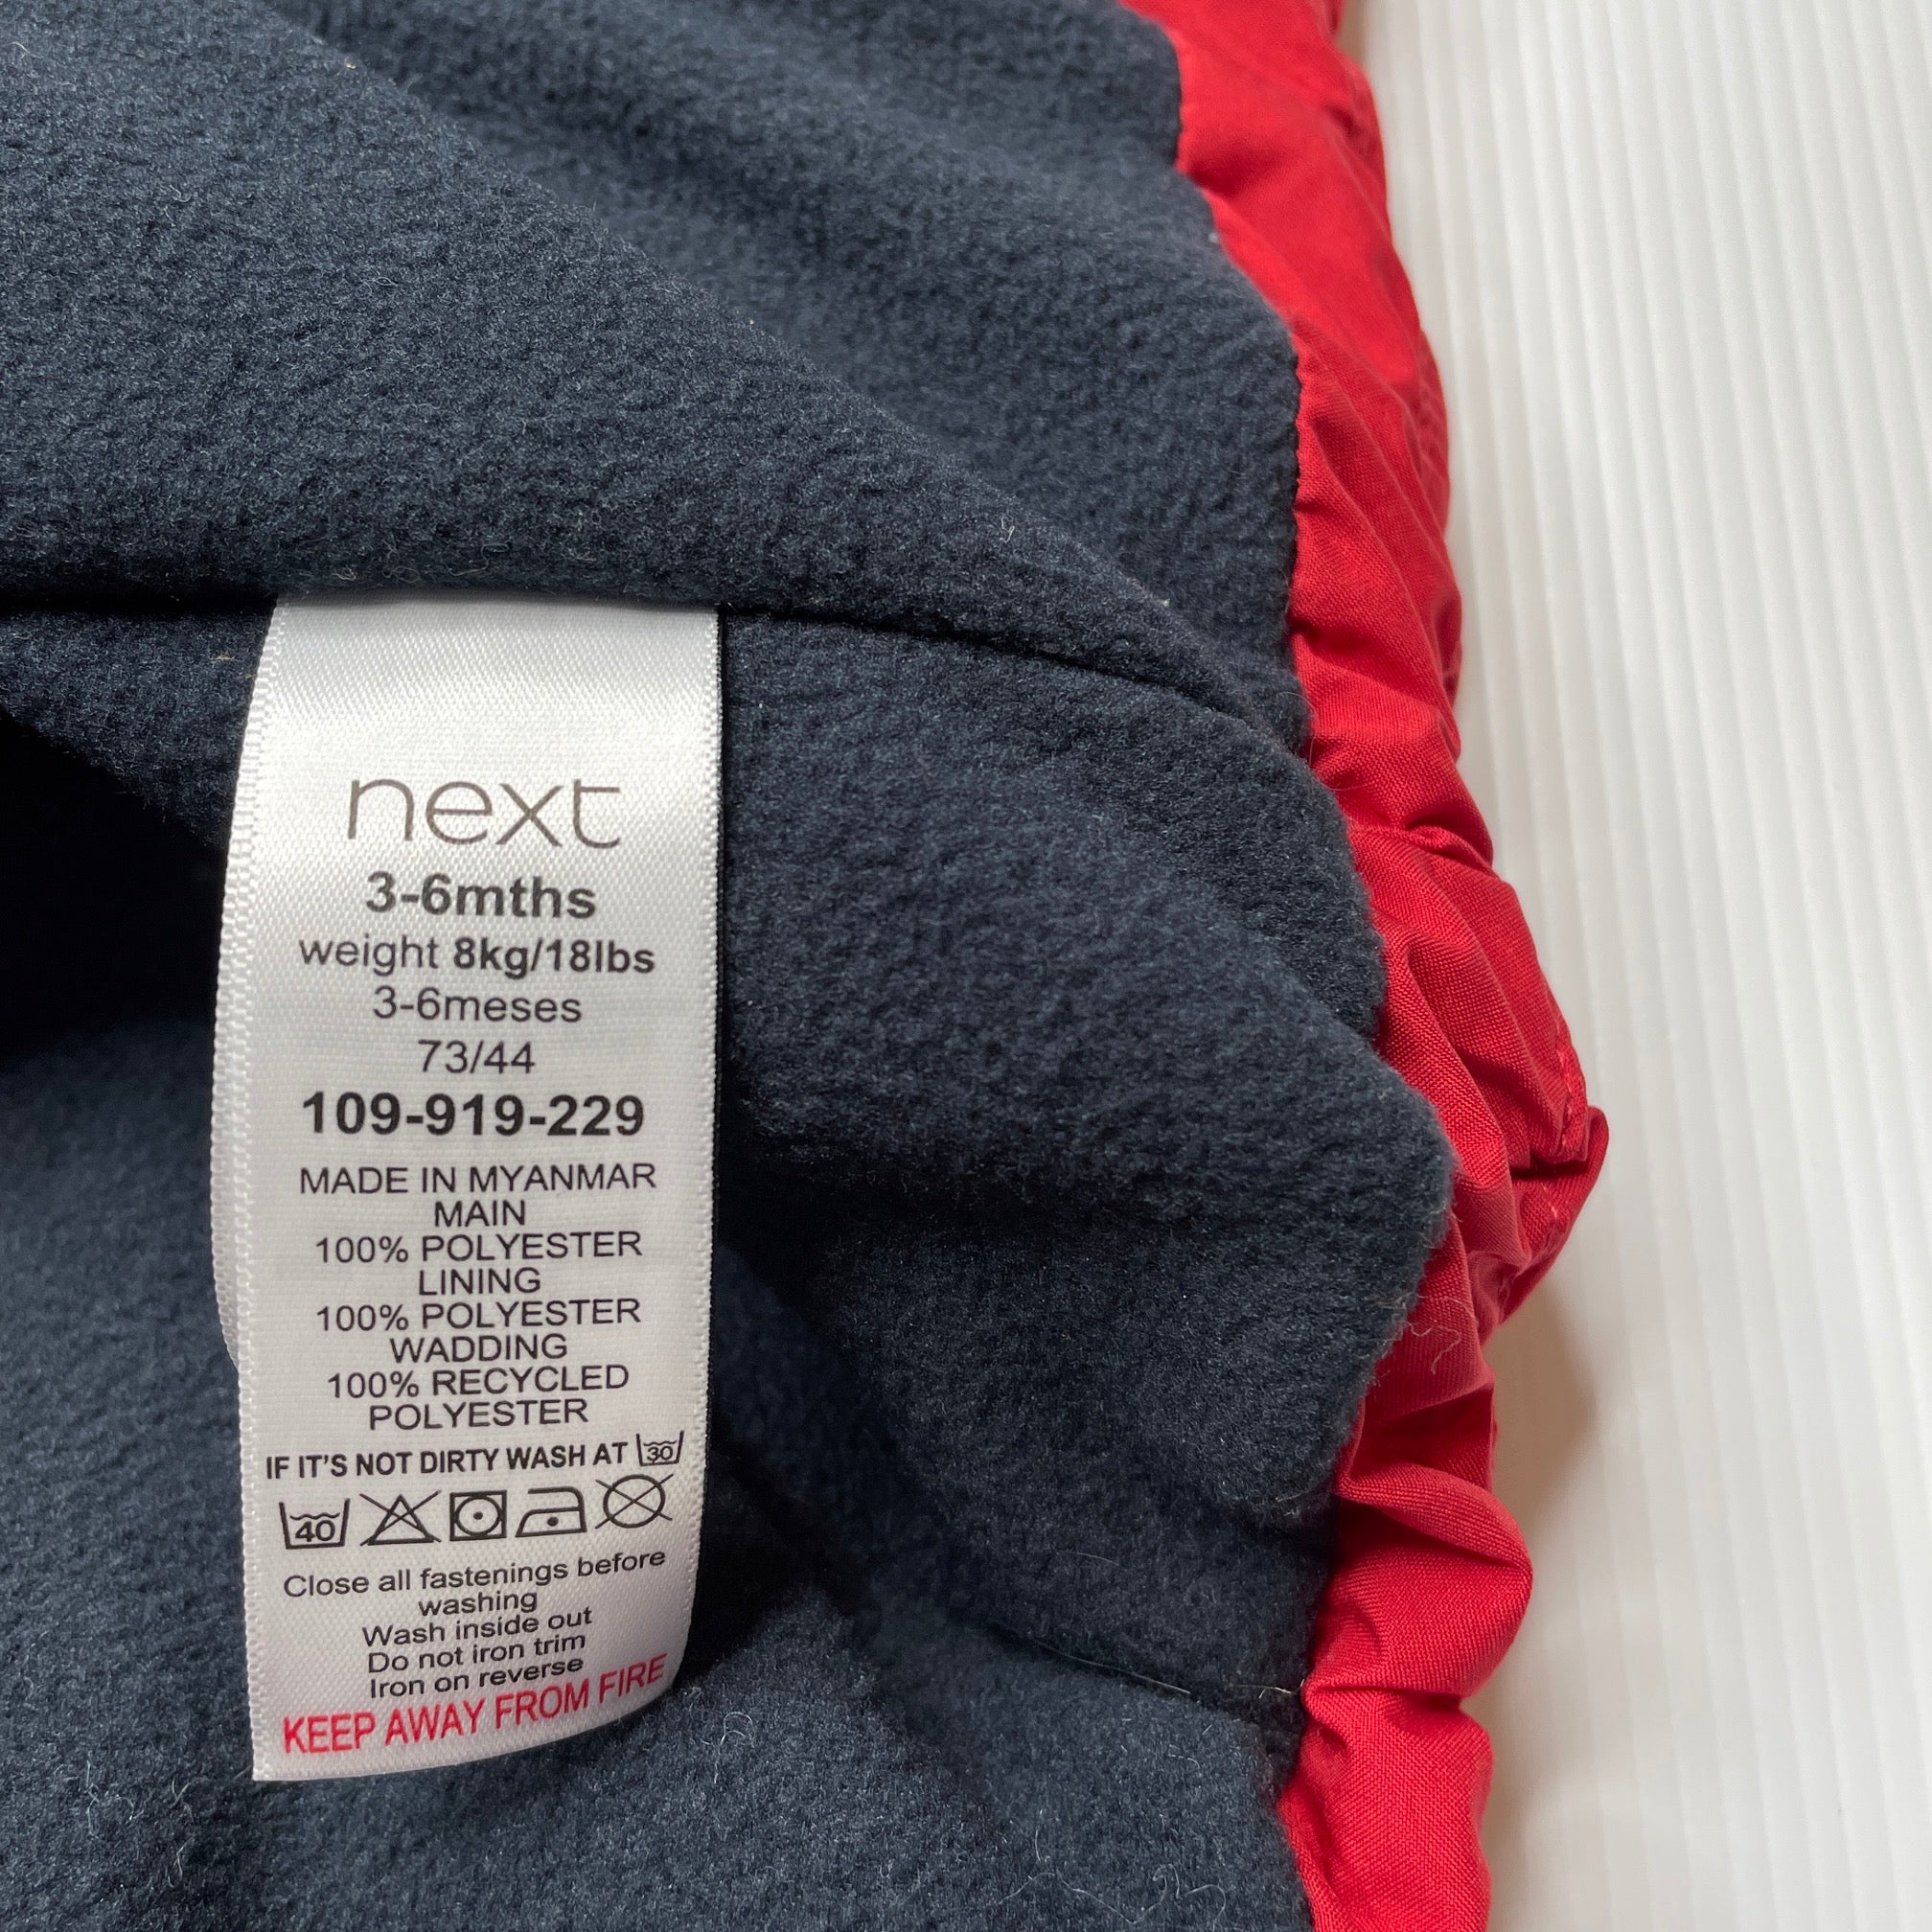 next
3-6mths
weight 8kg/18lbs
3-6meses
73/44
109-919-229
MADE IN MYANMAR
MAIN
100% POLYESTER
LINING
100% POLYESTER
WADDING
100% RECYCLED
POLYESTER
IF IT'S NOT DIRTY WASH AT 30
40
Close all fastenings before
washing
Wash inside out
Do not iron trim
Iron on reverse
KEEP AWAY FROM FIRE